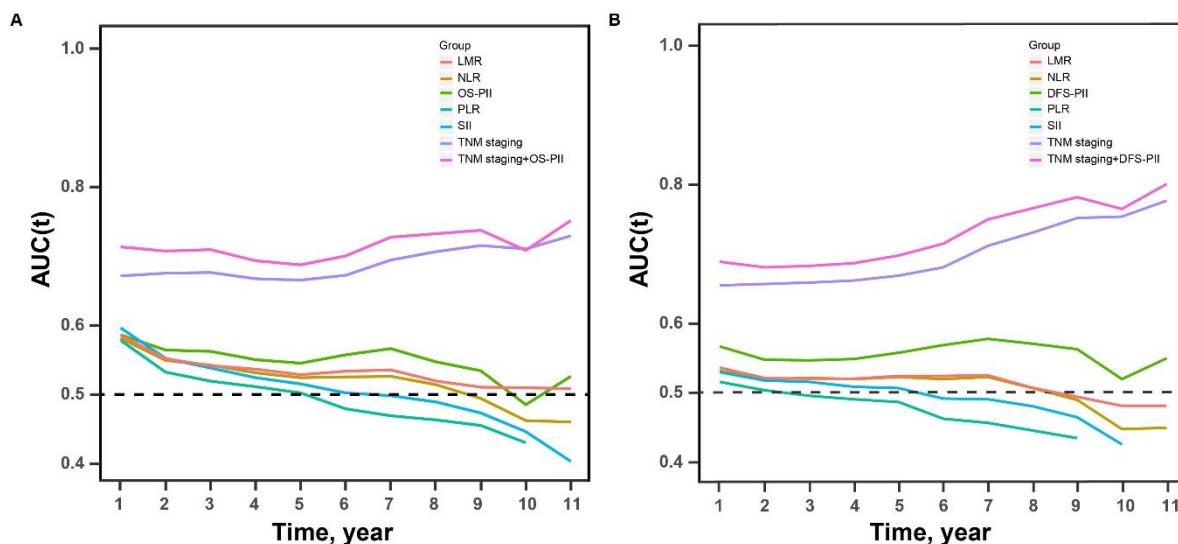 A
AUC(t)
1.0
0.8
0.6
0.5
0.4
Group
LMR
NLR
OS-PII
PLR
SII
TNM staging
TNM staging+OS-PII
1 2 3 4 5 6 7 8 9 10 11
Time, year
B
AUC(t)
1.0
0.8
0.6
0.5
0.4
Group
LMR
NLR
DFS-PII
PLR
SII
TNM staging
TNM staging+DFS-PII
1 2 3 4 5 6 7 8 9 10 11
Time, year